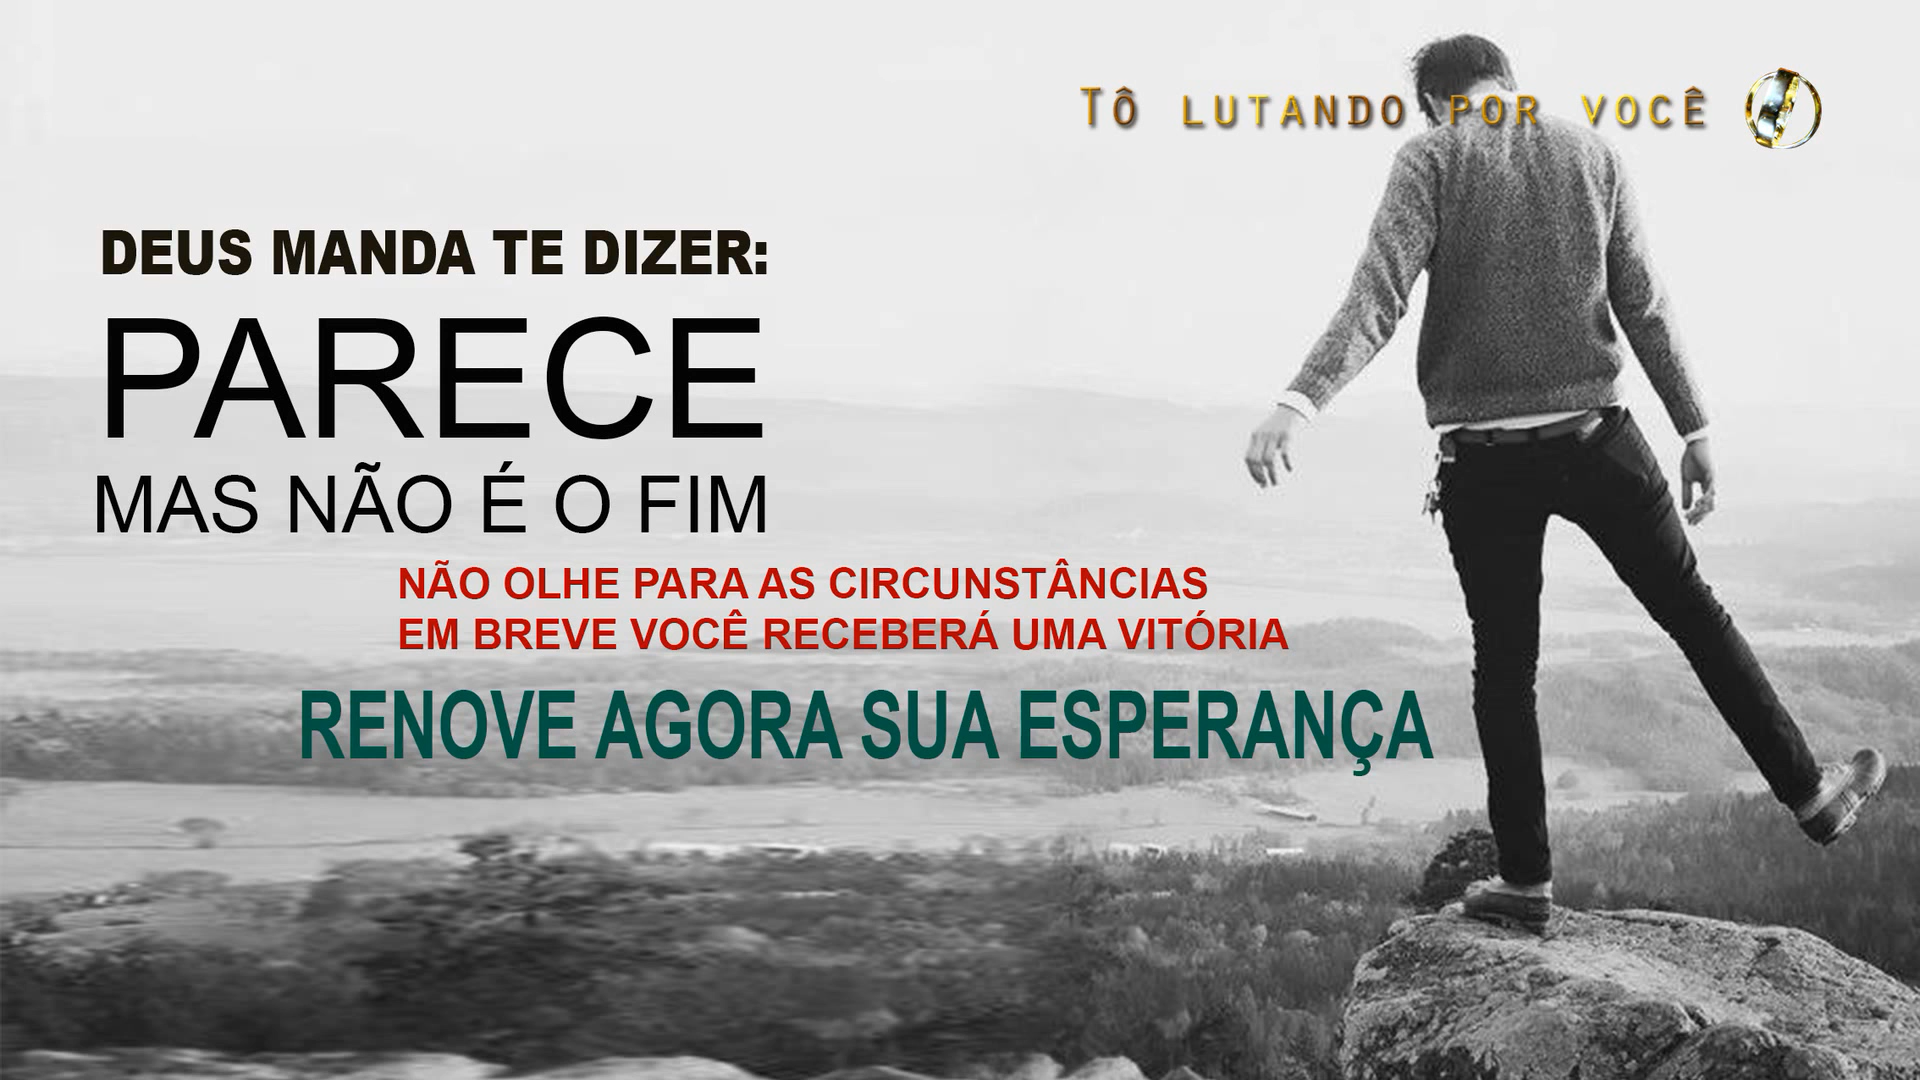 Tô lutando por você
DEUS MANDA TE DIZER:
PARECE
MAS NÃO É O FIM
NÃO OLHE PARA AS CIRCUNSTÂNCIAS
EM BREVE VOCÊ RECEBERÁ UMA VITÓRIA
RENOVE AGORA SUA ESPERANÇA